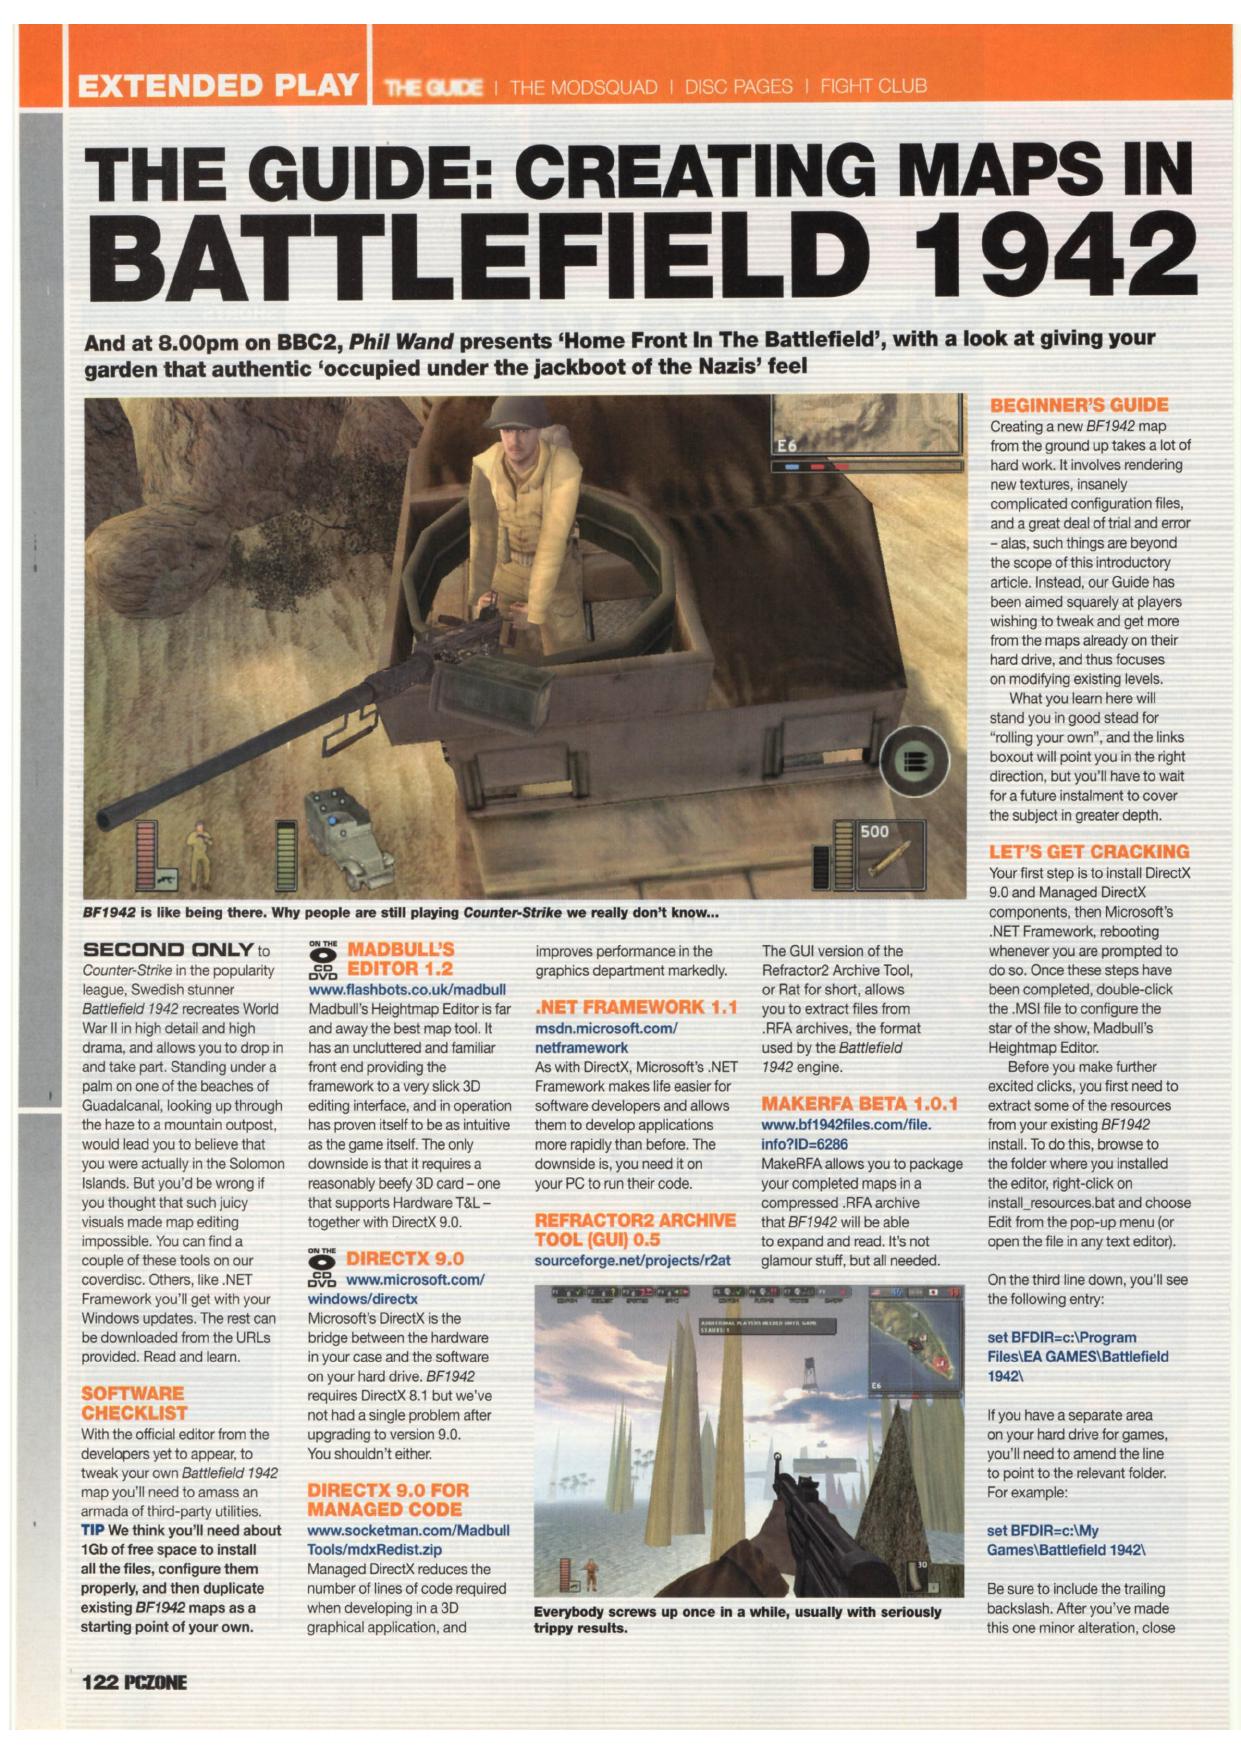 EXTENDED PLAY
THE GUIDE | THE MODSQUAD | DISC PAGES | FIGHT CLUB
THE GUIDE: CREATING MAPS IN
BATTLEFIELD 1942
And at 8.00pm on BBC2, Phil Wand presents ‘Home Front In The Battlefield’, with a look at giving your
garden that authentic ‘occupied under the jackboot of the Nazis’ feel
E6
500
BF1942 is like being there. Why people are still playing Counter-Strike we really don’t know...
SECOND ONLY to
Counter-Strike in the popularity
league, Swedish stunner
Battlefield 1942 recreates World
War II in high detail and high
drama, and allows you to drop in
and take part. Standing under a
palm on one of the beaches of
Guadalcanal, looking up through
the haze to a mountain outpost,
would lead you to believe that
you were actually in the Solomon
Islands. But you’d be wrong if
you thought that such juicy
visuals made map editing
impossible. You can find a
couple of these tools on our
coverdisc. Others, like .NET
Framework you’ll get with your
Windows updates. The rest can
be downloaded from the URLs
provided. Read and learn.
SOFTWARE
CHECKLIST
With the official editor from the
developers yet to appear, to
tweak your own Battlefield 1942
map you’ll need to amass an
armada of third-party utilities.
TIP We think you’ll need about
1Gb of free space to install
all the files, configure them
properly, and then duplicate
existing BF1942 maps as a
starting point of your own.
ON THE
CD
DVD
MADBULL’S
EDITOR 1.2
www.flashbots.co.uk/madbull
Madbull’s Heightmap Editor is far
and away the best map tool. It
has an uncluttered and familiar
front end providing the
framework to a very slick 3D
editing interface, and in operation
has proven itself to be as intuitive
as the game itself. The only
downside is that it requires a
reasonably beefy 3D card – one
that supports Hardware T&L –
together with DirectX 9.0.
ON THE
CD
DVD
DIRECTX 9.0
www.microsoft.com/
windows/directx
Microsoft’s DirectX is the
bridge between the hardware
in your case and the software
on your hard drive. BF1942
requires DirectX 8.1 but we’ve
not had a single problem after
upgrading to version 9.0.
You shouldn’t either.
DIRECTX 9.0 FOR
MANAGED CODE
www.socketman.com/Madbull
Tools/mdxRedist.zip
Managed DirectX reduces the
number of lines of code required
when developing in a 3D
graphical application, and
improves performance in the
graphics department markedly.
.NET FRAMEWORK 1.1
msdn.microsoft.com/
netframework
As with DirectX, Microsoft’s .NET
Framework makes life easier for
software developers and allows
them to develop applications
more rapidly than before. The
downside is, you need it on
your PC to run their code.
REFRACTOR2 ARCHIVE
TOOL (GUI) 0.5
sourceforge.net/projects/r2at
The GUI version of the
Refractor2 Archive Tool,
or Rat for short, allows
you to extract files from
.RFA archives, the format
used by the Battlefield
1942 engine.
MAKERFA BETA 1.0.1
www.bf1942files.com/file.
info?ID=6286
MakeRFA allows you to package
your completed maps in a
compressed .RFA archive
that BF1942 will be able
to expand and read. It’s not
glamour stuff, but all needed.
ADDITIONAL PLAYERS NEEDED UNTIL GAME
STARTS: 1
E6
30
Everybody screws up once in a while, usually with seriously
trippy results.
BEGINNER’S GUIDE
Creating a new BF1942 map
from the ground up takes a lot of
hard work. It involves rendering
new textures, insanely
complicated configuration files,
and a great deal of trial and error
– alas, such things are beyond
the scope of this introductory
article. Instead, our Guide has
been aimed squarely at players
wishing to tweak and get more
from the maps already on their
hard drive, and thus focuses
on modifying existing levels.
What you learn here will
stand you in good stead for
“rolling your own”, and the links
boxout will point you in the right
direction, but you’ll have to wait
for a future instalment to cover
the subject in greater depth.
LET’S GET CRACKING
Your first step is to install DirectX
9.0 and Managed DirectX
components, then Microsoft’s
.NET Framework, rebooting
whenever you are prompted to
do so. Once these steps have
been completed, double-click
the .MSI file to configure the
star of the show, Madbull’s
Heightmap Editor.
Before you make further
excited clicks, you first need to
extract some of the resources
from your existing BF1942
install. To do this, browse to
the folder where you installed
the editor, right-click on
install_resources.bat and choose
Edit from the pop-up menu (or
open the file in any text editor).
On the third line down, you’ll see
the following entry:
set BFDIR=c:\Program
Files\EA GAMES\Battlefield
1942\
If you have a separate area
on your hard drive for games,
you’ll need to amend the line
to point to the relevant folder.
For example:
set BFDIR=c:\My
Games\Battlefield 1942\
Be sure to include the trailing
backslash. After you’ve made
this one minor alteration, close
122 PCZONE